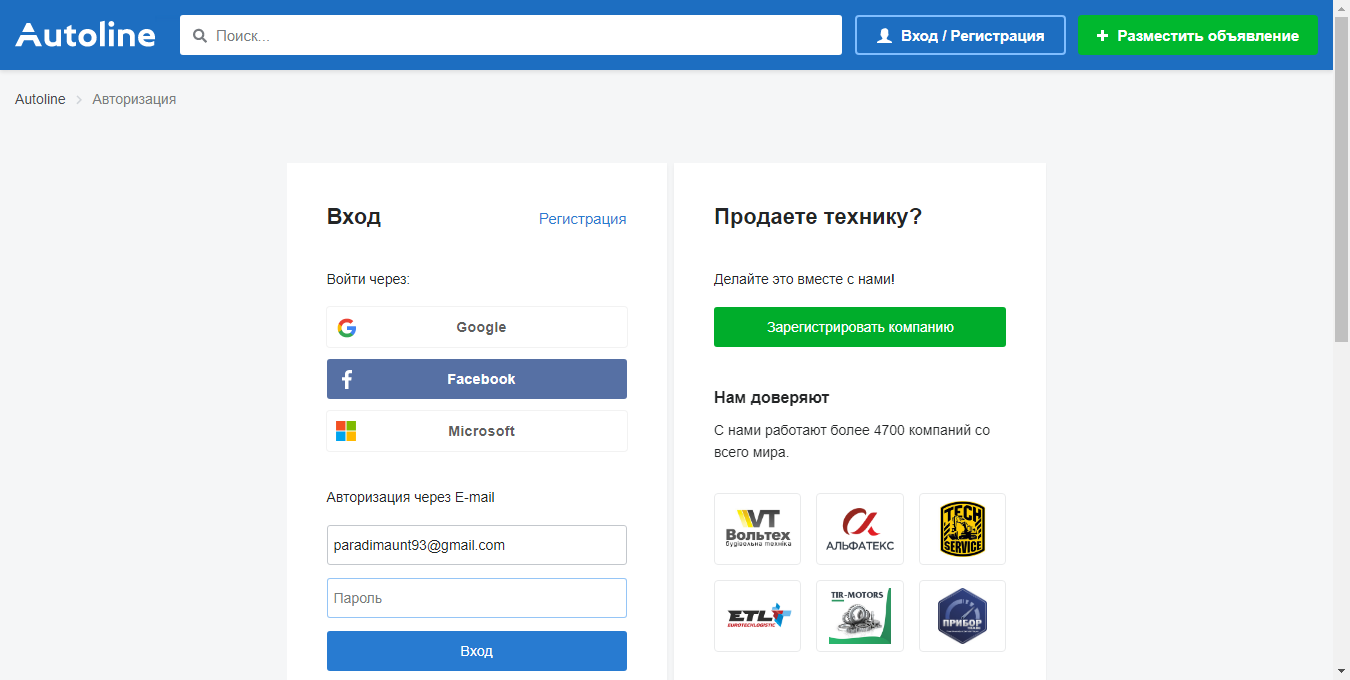 Autoline
Поиск...
Вход / Регистрация
+ Разместить объявление
Autoline > Авторизация
Вход
Регистрация
Войти через:
Google
Facebook
Microsoft
Авторизация через E-mail
paradimaunt93@gmail.com
Пароль
Вход
Продаете технику?
Делайте это вместе с нами!
Зарегистрировать компанию
Нам доверяют
С нами работают более 4700 компаний со
всего мира.
VT
Вольтех
будівельна техніка
АЛЬФАТЕКС
TECH
SERVICE
ETL
EUROTECHLOGISTIC
TIR-MOTORS
ПРИБОР